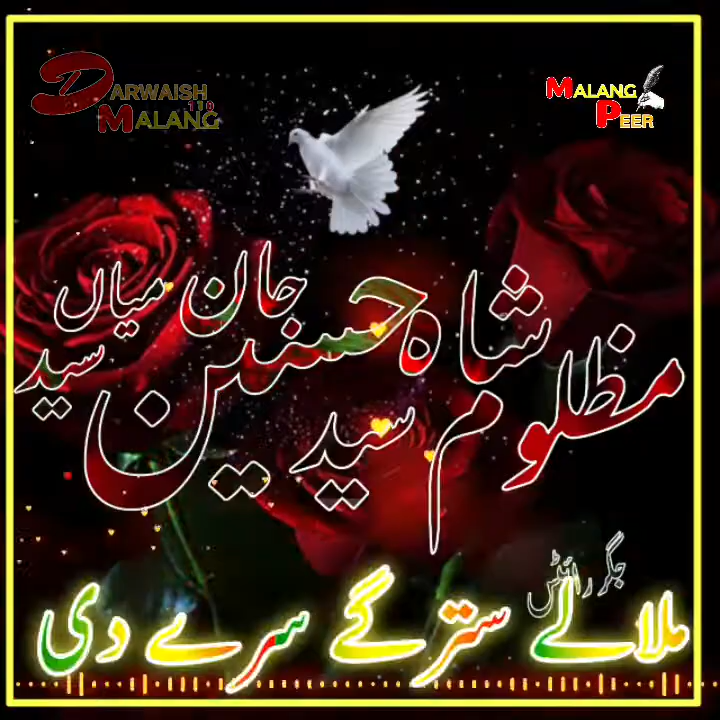 DARWAISH
110
MALANG
MALANG
PEER
جان میاں
سید
مظلوم شاہ حسنین
سید
جگر رائٹس
ملالے سترگے سرے دی